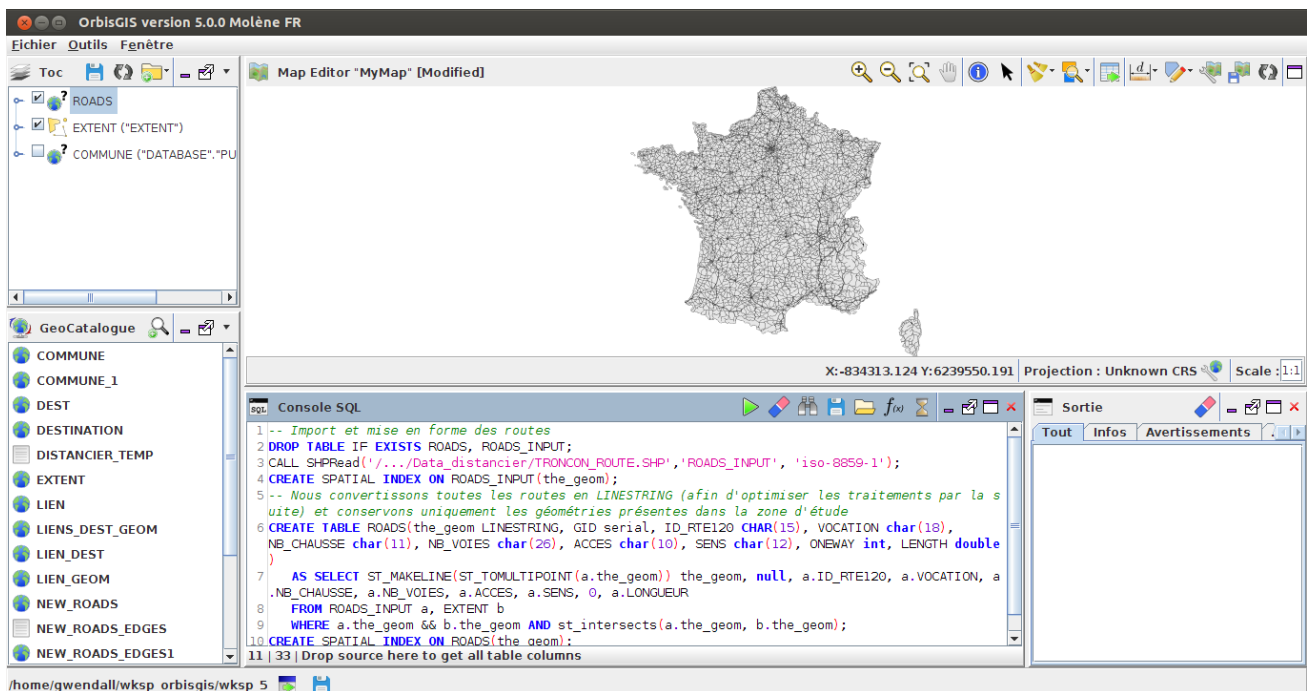 OrbisGIS version 5.0.0 Molène FR
Fichier Outils Fenêtre
Toc
ROADS
EXTENT ("EXTENT")
COMMUNE ("DATABASE"."PU
Map Editor "MyMap" [Modified]
X:-834313.124 Y:6239550.191 Projection : Unknown CRS Scale : 1:1
GeoCatalogue
COMMUNE
COMMUNE_1
DEST
DESTINATION
DISTANCIER_TEMP
EXTENT
LIEN
LIENS_DEST_GEOM
LIEN_DEST
LIEN_GEOM
NEW_ROADS
NEW_ROADS_EDGES
NEW_ROADS_EDGES1
SQL Console SQL
f(x)
1 -- Import et mise en forme des routes
2 DROP TABLE IF EXISTS ROADS, ROADS_INPUT;
3 CALL SHPRead('/.../Data_distancier/TRONCON_ROUTE.SHP','ROADS_INPUT', 'iso-8859-1');
4 CREATE SPATIAL INDEX ON ROADS_INPUT(the_geom);
5 -- Nous convertissons toutes les routes en LINESTRING (afin d'optimiser les traitements par la s
uite) et conservons uniquement les géométries présentes dans la zone d'étude
6 CREATE TABLE ROADS(the_geom LINESTRING, GID serial, ID_RTE120 CHAR(15), VOCATION char(18),
NB_CHAUSSE char(11), NB_VOIES char(26), ACCES char(10), SENS char(12), ONEWAY int, LENGTH double
)
7 AS SELECT ST_MAKELINE(ST_TOMULTIPOINT(a.the_geom)) the_geom, null, a.ID_RTE120, a.VOCATION, a
.NB_CHAUSSE, a.NB_VOIES, a.ACCES, a.SENS, 0, a.LONGUEUR
8 FROM ROADS_INPUT a, EXTENT b
9 WHERE a.the_geom && b.the_geom AND st_intersects(a.the_geom, b.the_geom);
10 CREATE SPATIAL INDEX ON ROADS(the_geom);
11 | 33 | Drop source here to get all table columns
Sortie
Tout Infos Avertissements
/home/gwendall/wksp_orbisgis/wksp_5